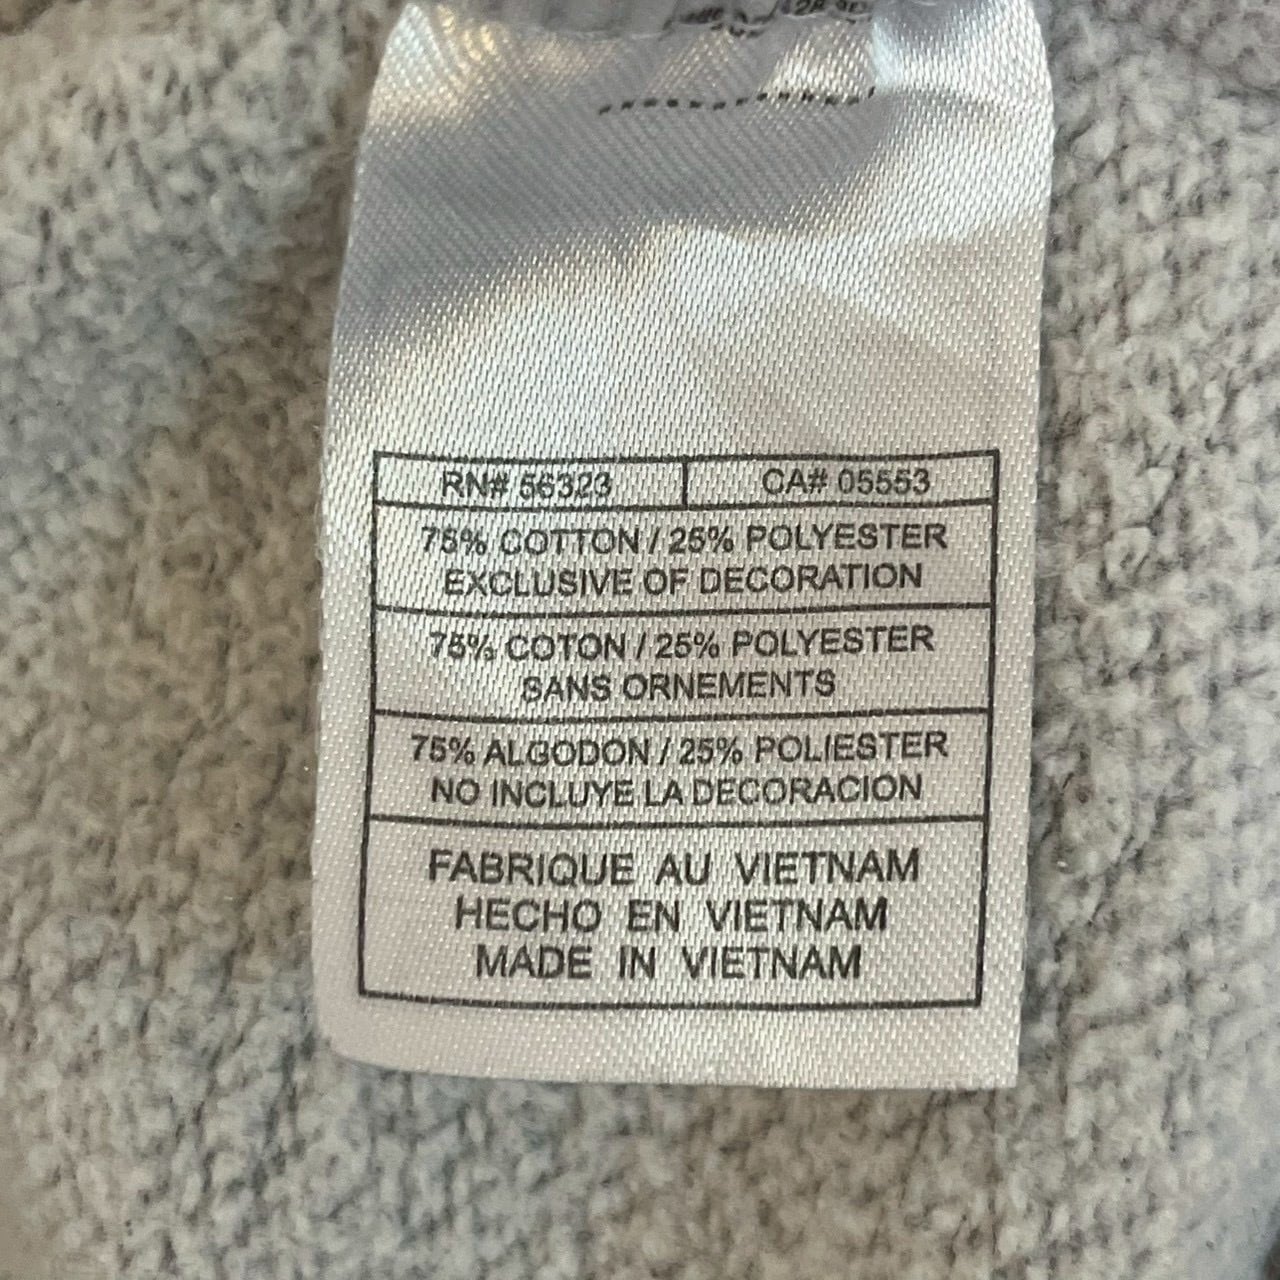 RN# 56323 CA# 05553
75% COTTON / 25% POLYESTER
EXCLUSIVE OF DECORATION
75% COTON / 25% POLYESTER
SANS ORNEMENTS
75% ALGODON / 25% POLIESTER
NO INCLUYE LA DECORACION
FABRIQUE AU VIETNAM
HECHO EN VIETNAM
MADE IN VIETNAM